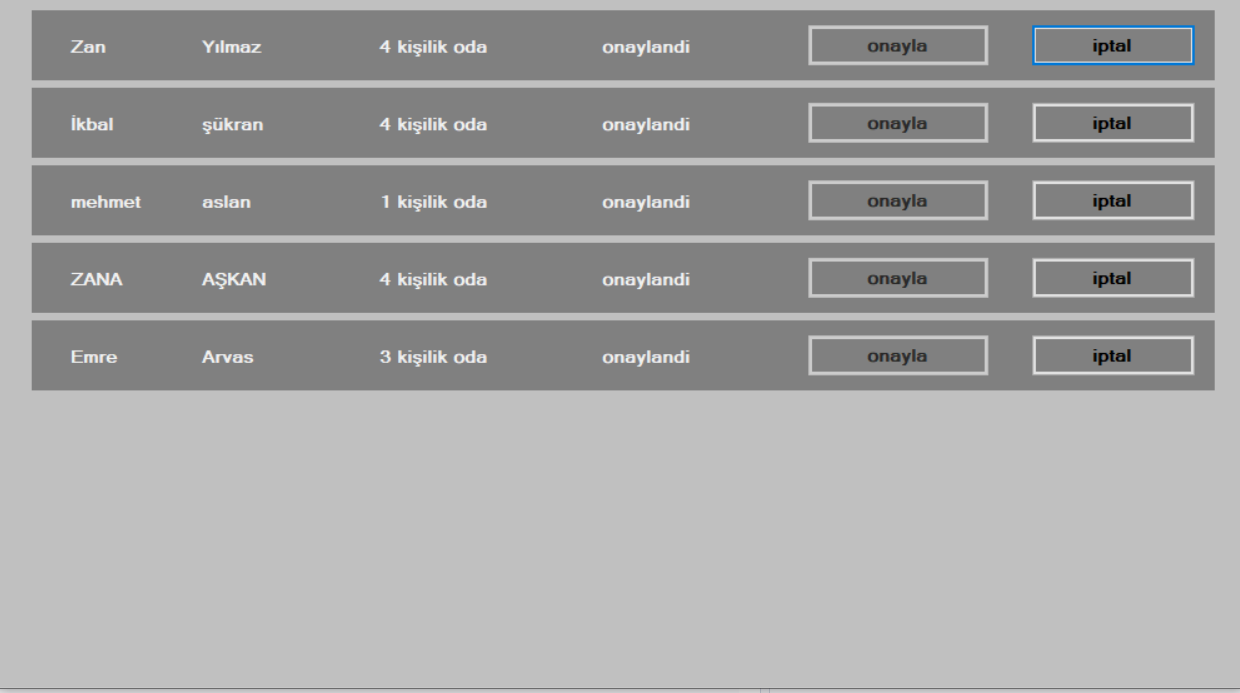 Zan Yılmaz 4 kişilik oda onaylandi onayla iptal
İkbal şükran 4 kişilik oda onaylandi onayla iptal
mehmet aslan 1 kişilik oda onaylandi onayla iptal
ZANA AŞKAN 4 kişilik oda onaylandi onayla iptal
Emre Arvas 3 kişilik oda onaylandi onayla iptal